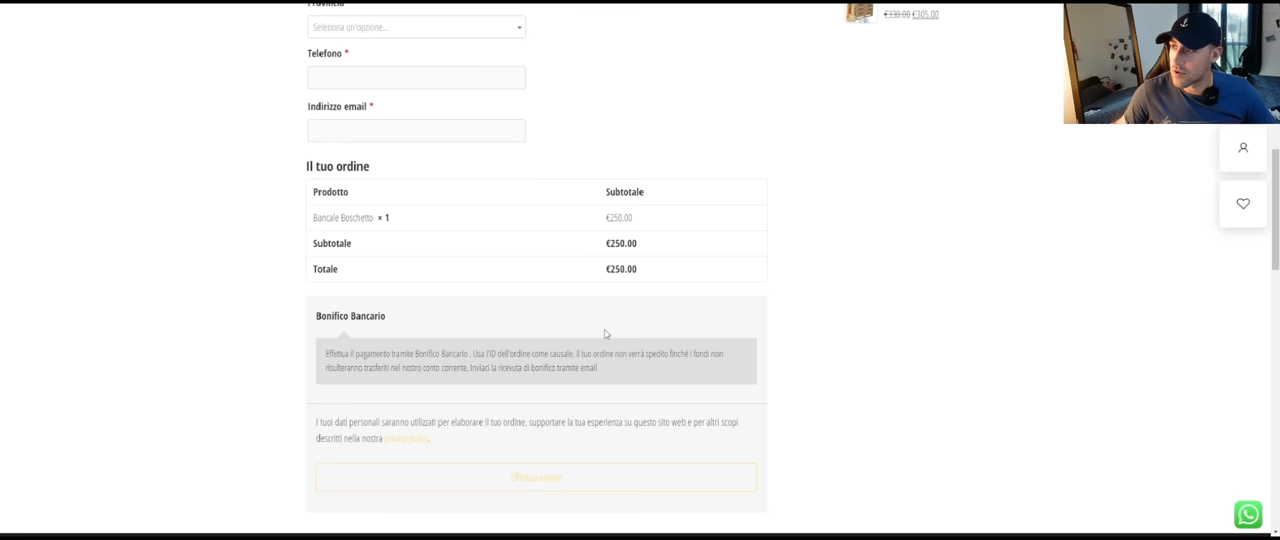 Provincia
€330.00 €305.00
Seleziona un'opzione...
Telefono *
Indirizzo email *
Il tuo ordine
Prodotto Subtotale
Bancale Boschetto × 1 €250.00
Subtotale €250.00
Totale €250.00
Bonifico Bancario
Effettua il pagamento tramite Bonifico Bancario . Usa l'ID dell'ordine come causale. Il tuo ordine non verrà spedito finché i fondi non
risulteranno trasferiti nel nostro conto corrente. Inviaci la ricevuta di bonifico tramite email
I tuoi dati personali saranno utilizzati per elaborare il tuo ordine, supportare la tua esperienza su questo sito web e per altri scopi
descritti nella nostra privacy policy.
Effettua ordine